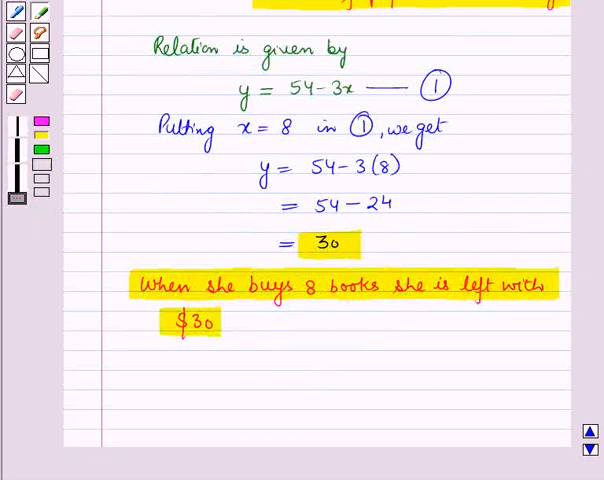 Relation is given by
y = 54 - 3x —— ①
Putting x = 8 in ①, we get
y = 54 - 3(8)
= 54 - 24
= 30
When she buys 8 books she is left with
$30